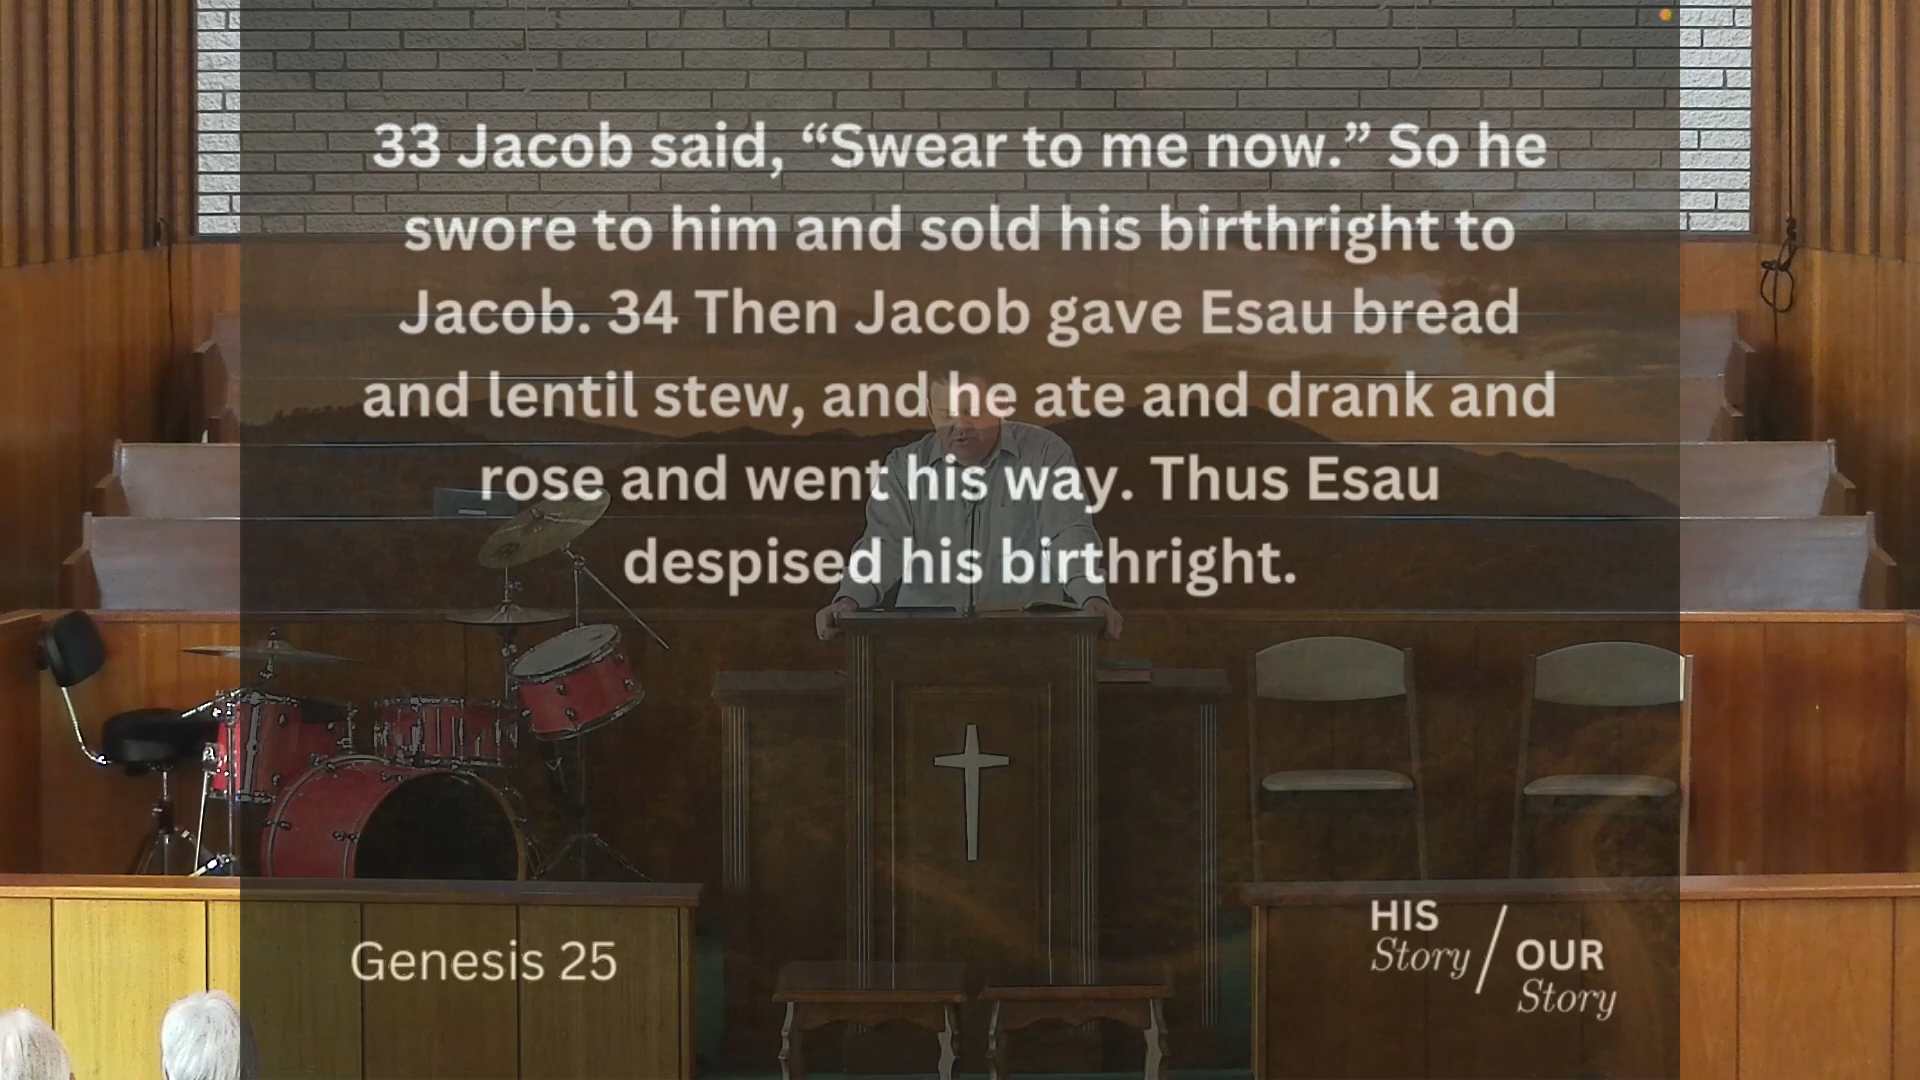 33 Jacob said, “Swear to me now.” So he
swore to him and sold his birthright to
Jacob. 34 Then Jacob gave Esau bread
and lentil stew, and he ate and drank and
rose and went his way. Thus Esau
despised his birthright.
Genesis 25
HIS
Story / OUR
Story